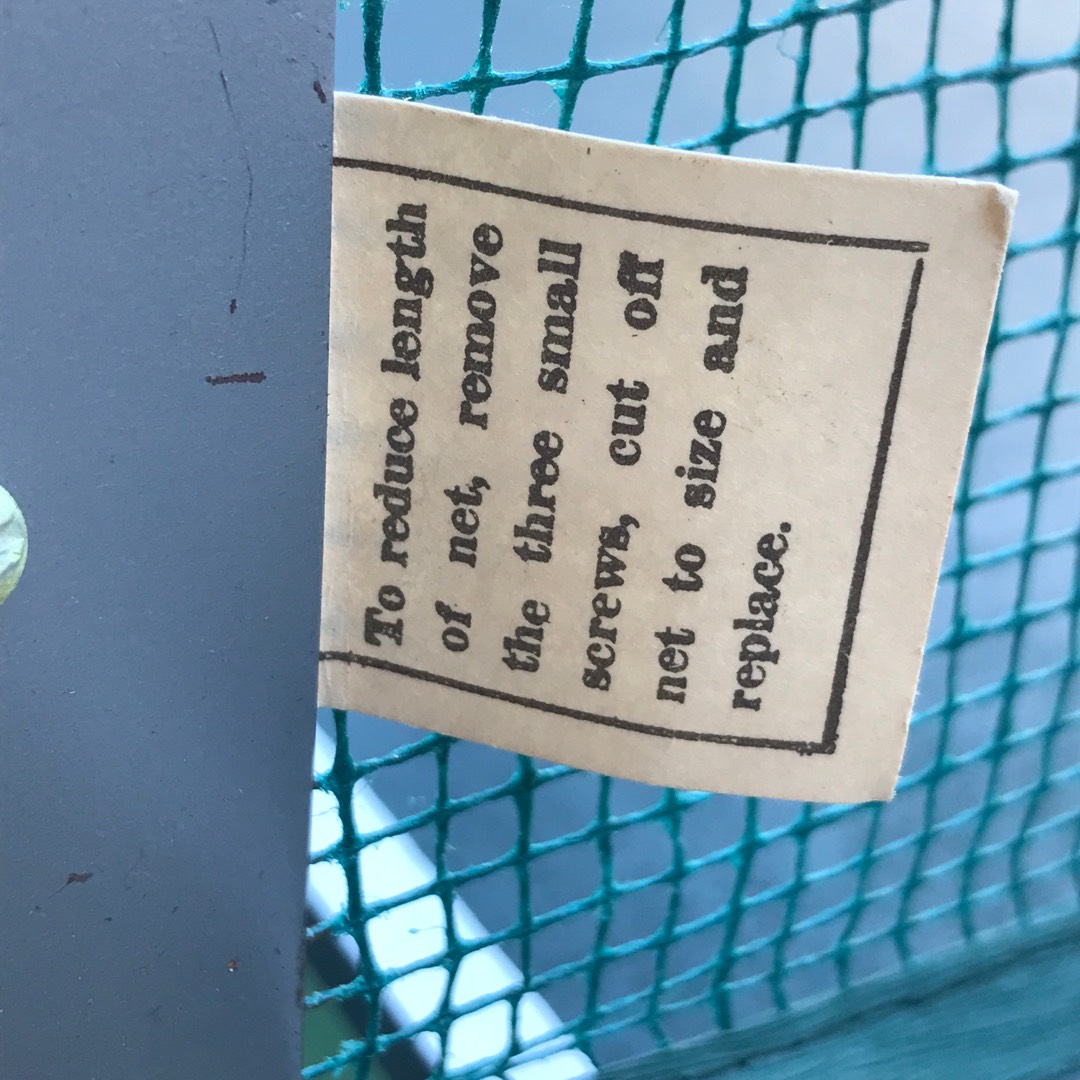 To reduce length
of net, remove
the three small
screws, cut off
net to size and
replace.